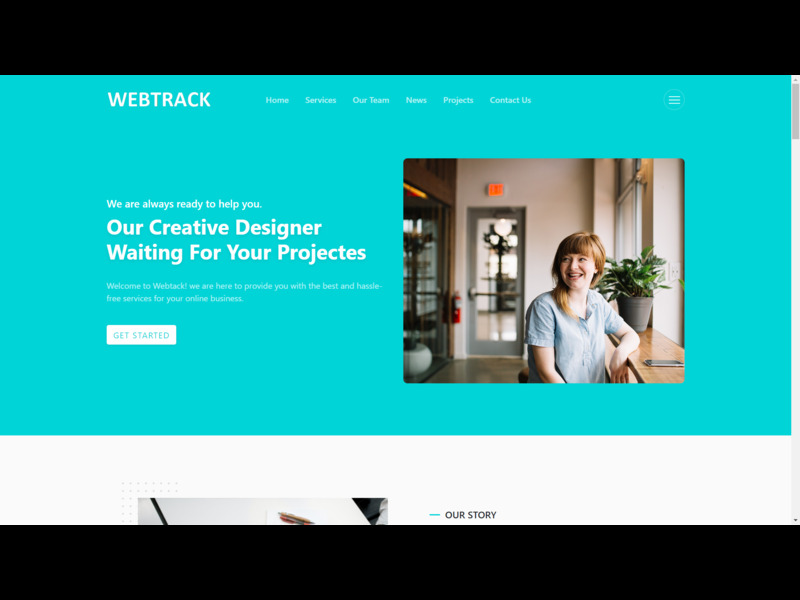 WEBTRACK
Home Services Our Team News Projects Contact Us
We are always ready to help you.
Our Creative Designer
Waiting For Your Projectes
Welcome to Webtack! we are here to provide you with the best and hassle-
free services for your online business.
GET STARTED
OUR STORY